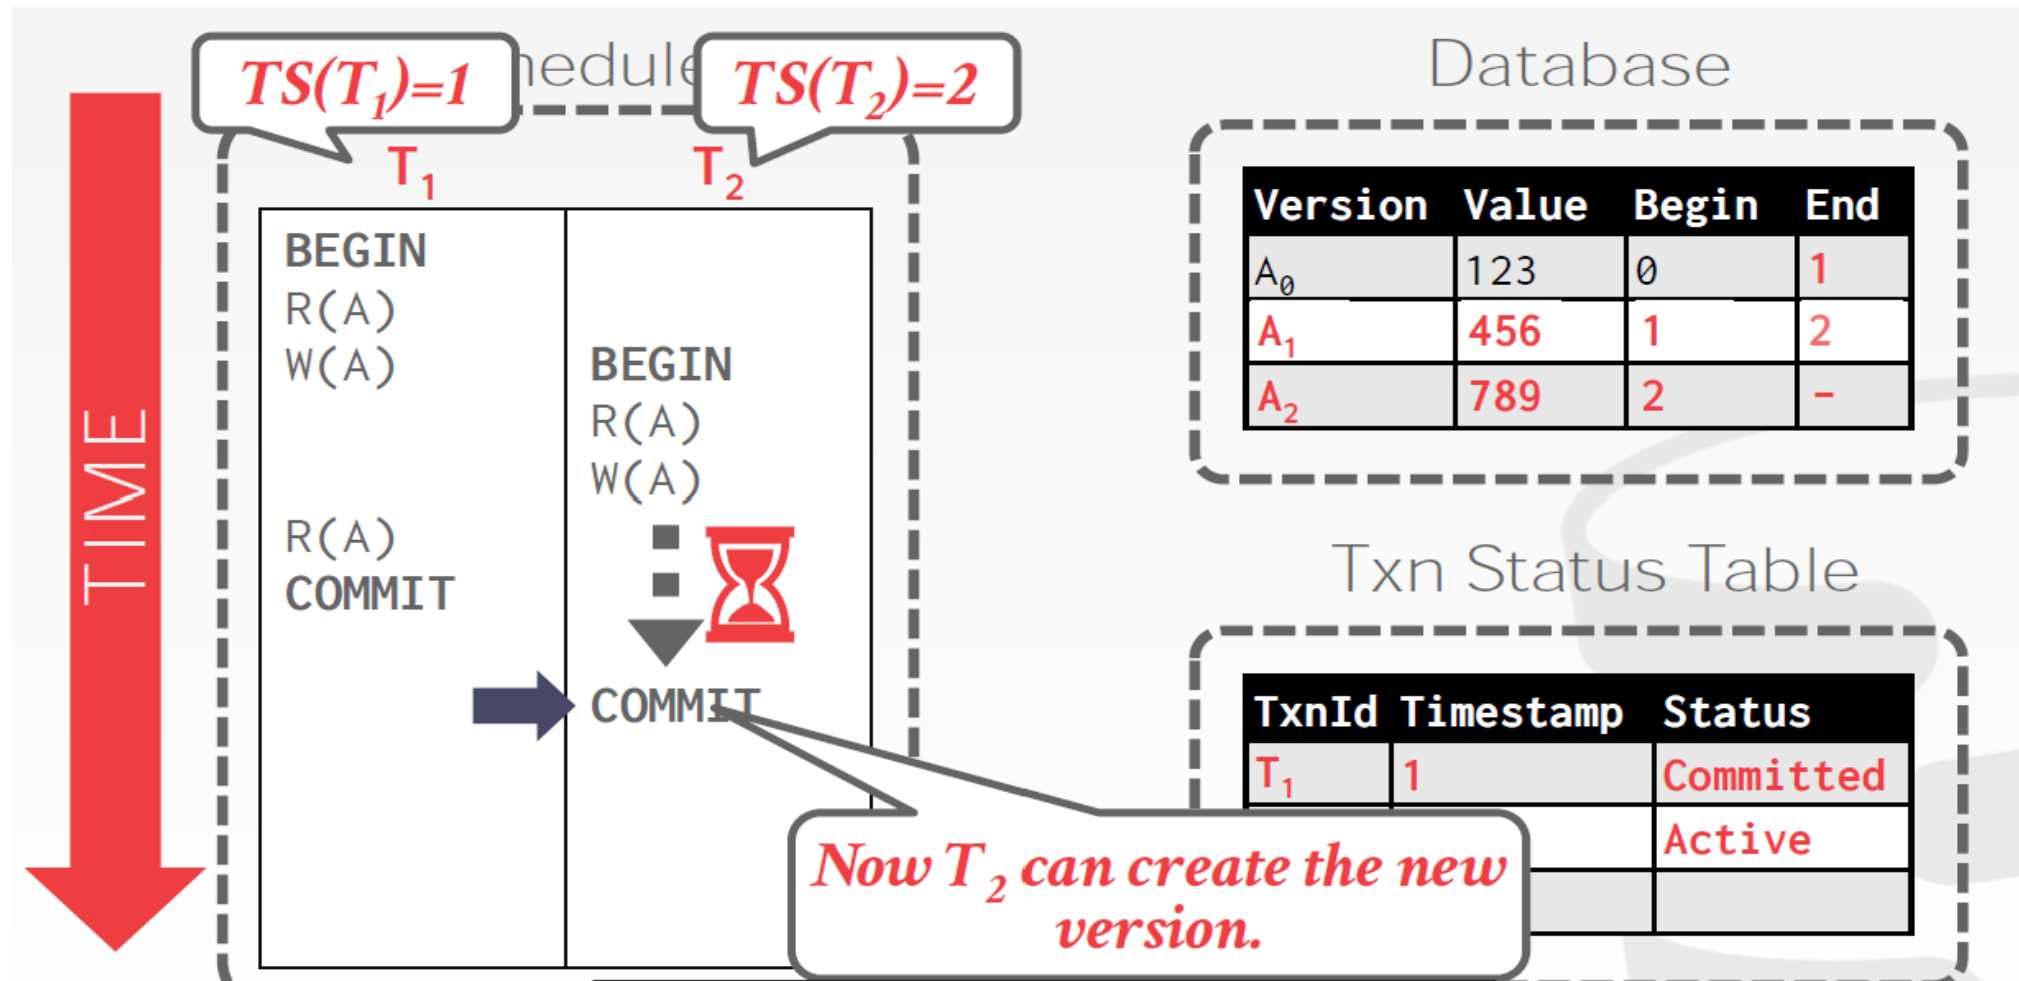 TS(T₁)=1
hedule
TS(T₂)=2
T₁
T₂
TIME
BEGIN
R(A)
W(A)
R(A)
COMMIT
BEGIN
R(A)
W(A)
COMMIT
Now T₂ can create the new
version.
Database
Version Value Begin End
A₀ 123 0 1
A₁ 456 1 2
A₂ 789 2 -
Txn Status Table
TxnId Timestamp Status
T₁ 1 Committed
Active